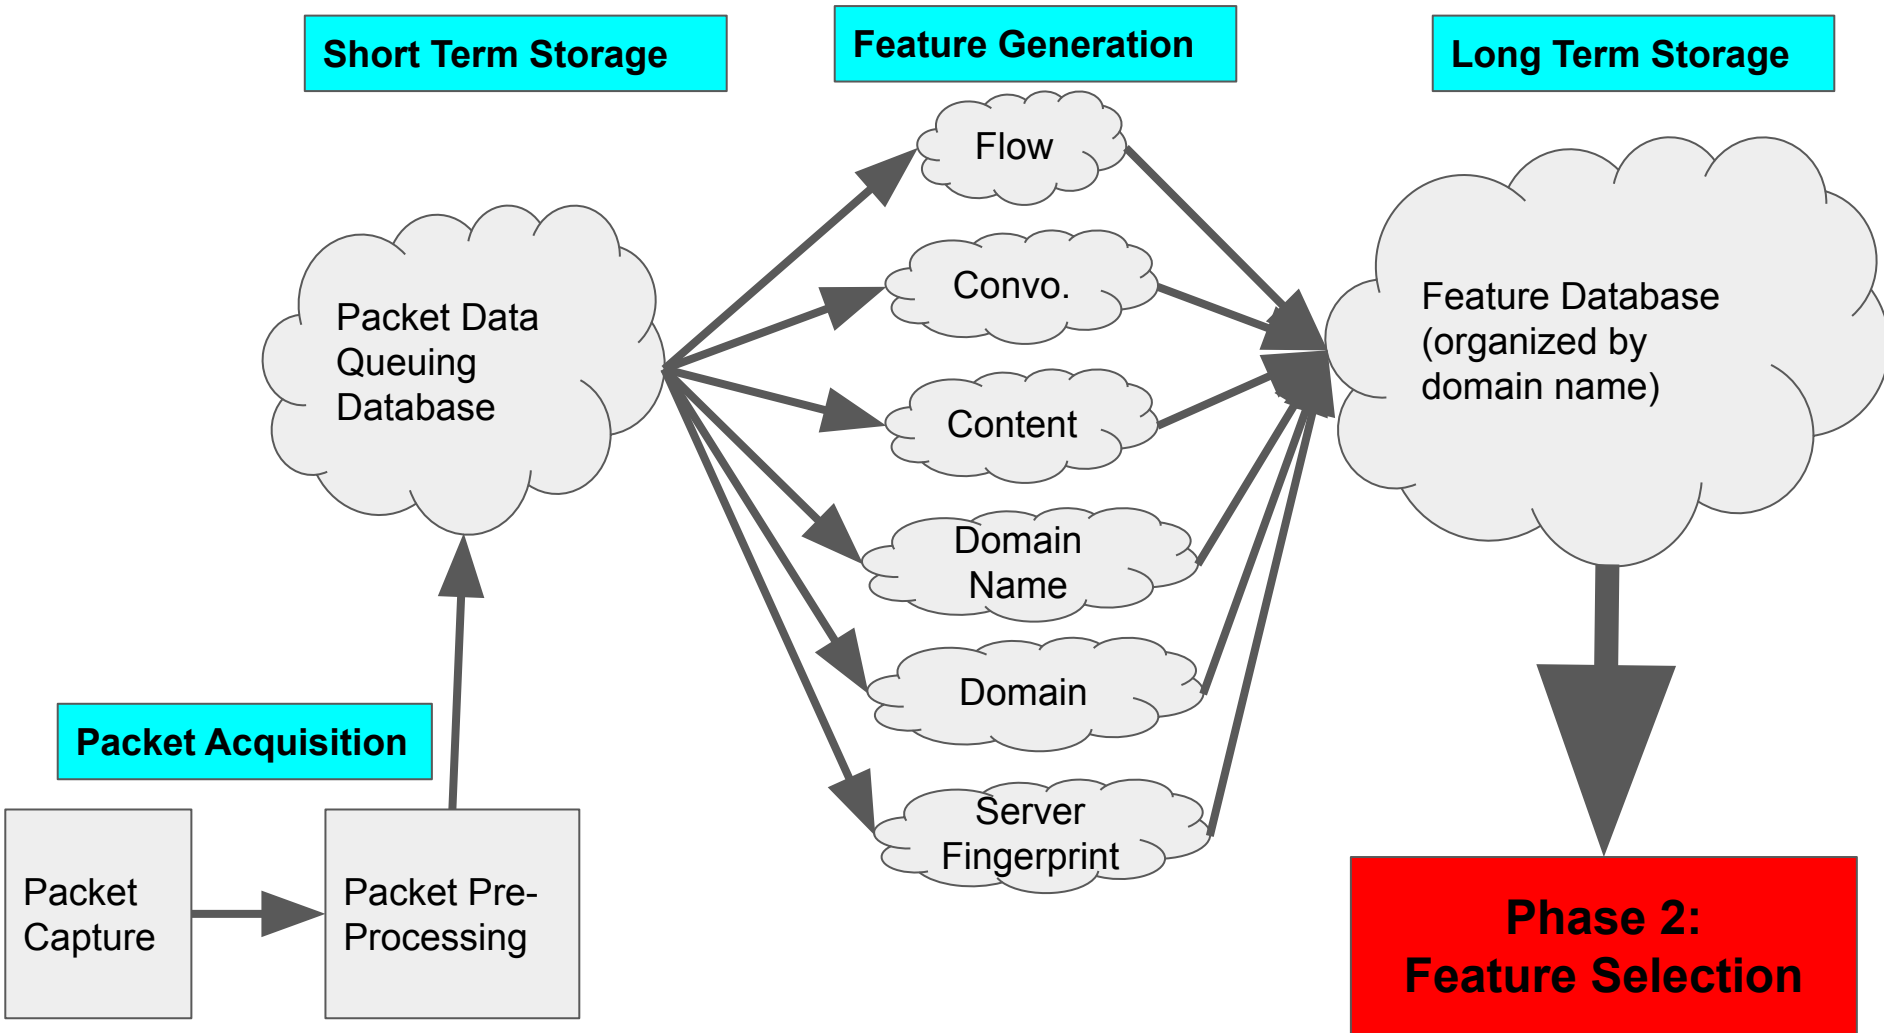 Short Term Storage
Feature Generation
Long Term Storage
Flow
Convo.
Content
Domain
Name
Domain
Server
Fingerprint
Packet Data
Queuing
Database
Feature Database
(organized by
domain name)
Packet Acquisition
Packet
Capture
Packet Pre-
Processing
Phase 2:
Feature Selection